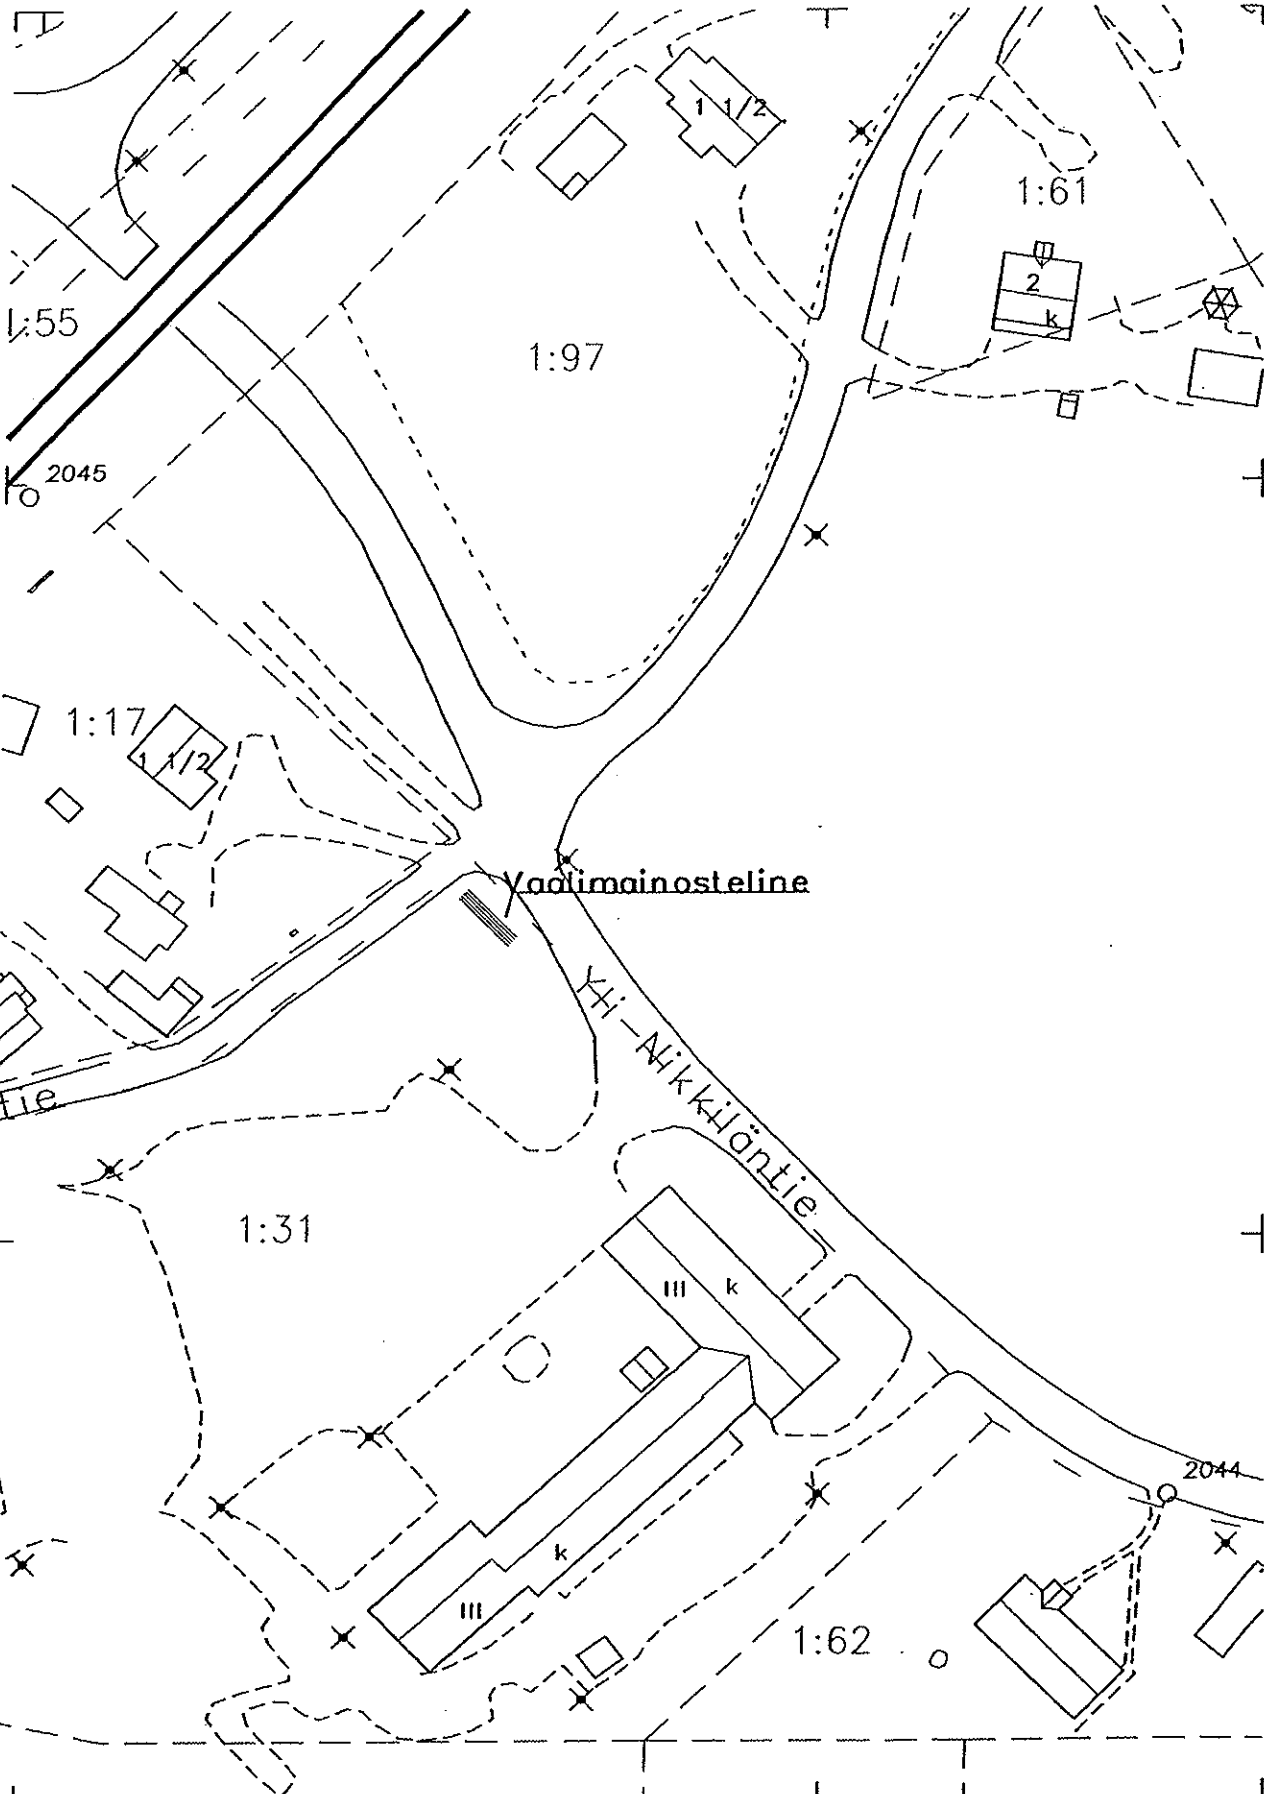 1 1/2
1:61
2
k
1:55
1:97
2045
1:17
1 1/2
Vaalimainosteline
Yli-Nikkiläntie
tie
1:31
III
k
2044
k
III
1:62